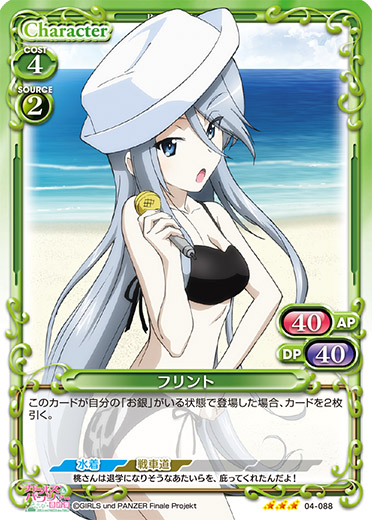 Character
COST
4
SOURCE
2
40 AP
DP 40
フリント
このカードが自分の「お銀」がいる状態で登場した場合、カードを2枚
引く。
水着 戦車道
桃さんは退学になりそうなあたいらを、庇ってくれたんだよ!
©GIRLS und PANZER Finale Projekt
04-088